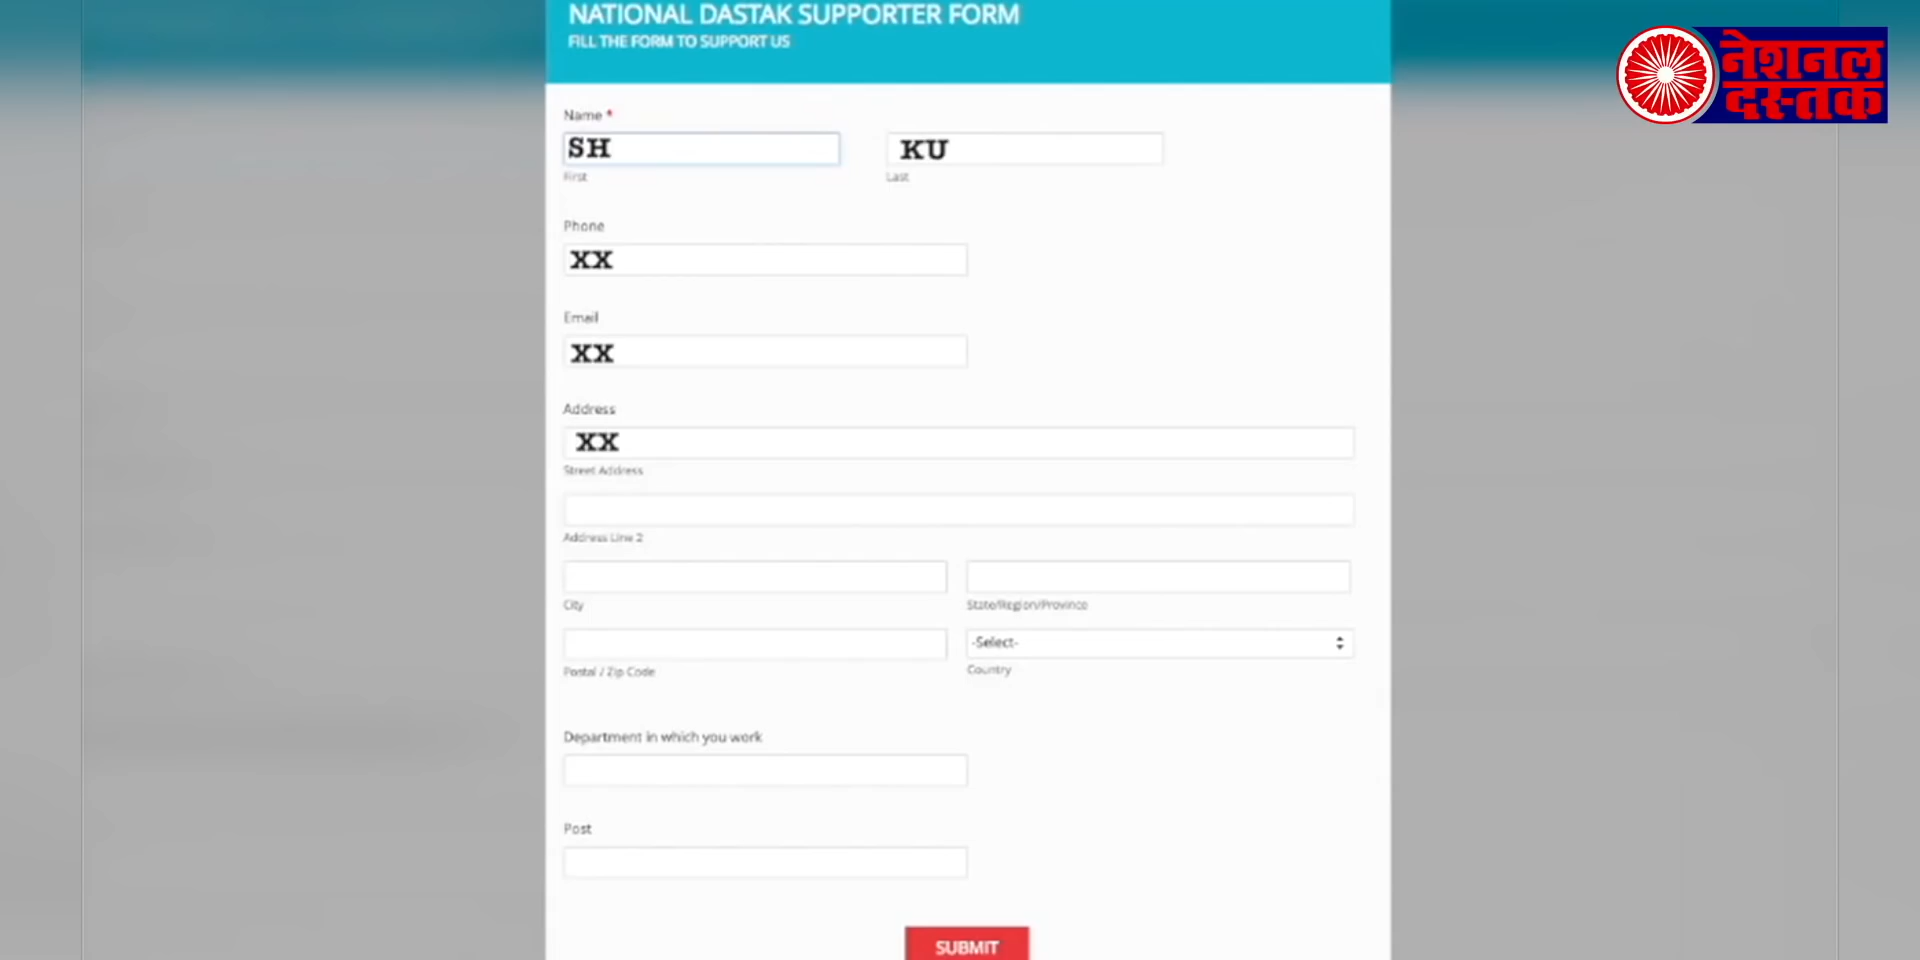 NATIONAL DASTAK SUPPORTER FORM
FILL THE FORM TO SUPPORT US
नेशनल
दस्तक
Name *
SH KU
First Last
Phone
XX
Email
XX
Address
XX
Street Address
Address Line 2
City State/Region/Province
-Select-
Postal / Zip Code Country
Department in which you work
Post
SUBMIT